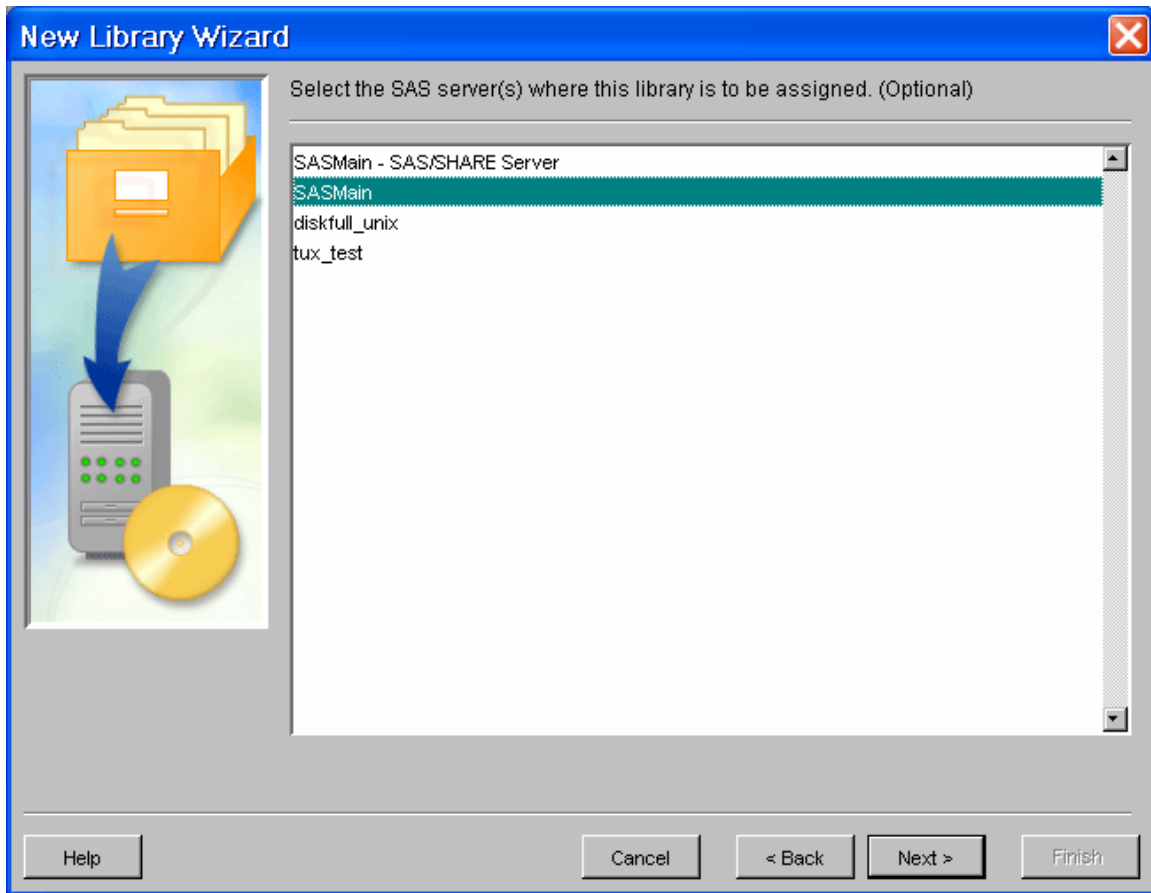 New Library Wizard
Select the SAS server(s) where this library is to be assigned. (Optional)
SASMain - SAS/SHARE Server
SASMain
diskfull_unix
tux_test
Help
Cancel
< Back
Next >
Finish